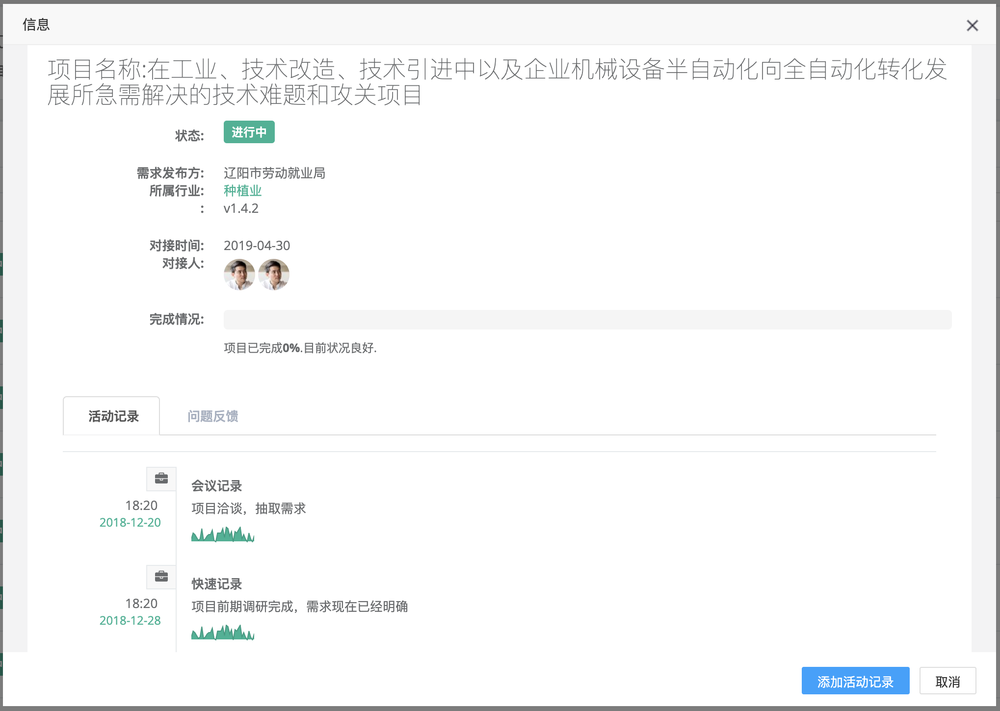 信息
项目名称:在工业、技术改造、技术引进中以及企业机械设备半自动化向全自动化转化发
展所急需解决的技术难题和攻关项目
状态: 进行中
需求发布方: 辽阳市劳动就业局
所属行业: 种植业
: v1.4.2
对接时间: 2019-04-30
对接人:
完成情况:
项目已完成0%.目前状况良好.
活动记录 问题反馈
会议记录
18:20 项目洽谈，抽取需求
2018-12-20
快速记录
18:20 项目前期调研完成，需求现在已经明确
2018-12-28
添加活动记录 取消